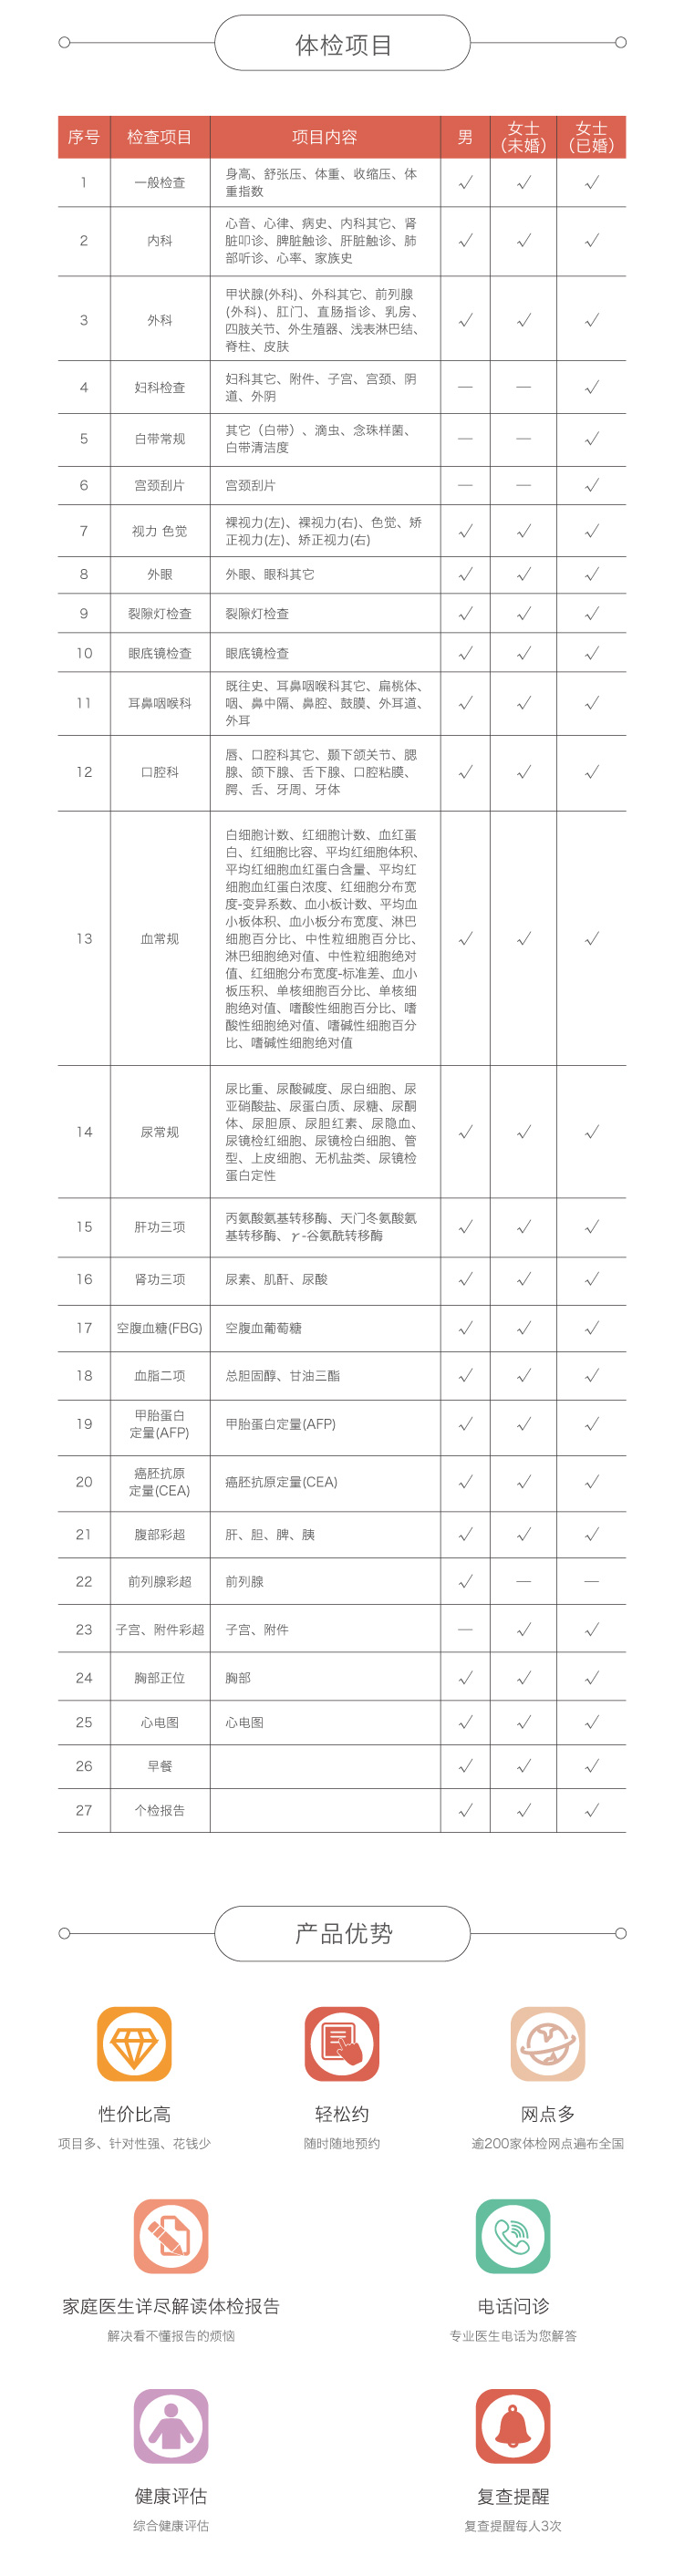 体检项目
序号 检查项目 项目内容 男 女士(未婚) 女士(已婚)
1 一般检查 身高、舒张压、体重、收缩压、体
重指数 √ √ √
2 内科 心音、心律、病史、内科其它、肾
脏叩诊、脾脏触诊、肝脏触诊、肺
部听诊、心率、家族史 √ √ √
3 外科 甲状腺(外科)、外科其它、前列腺
(外科)、肛门、直肠指诊、乳房、
四肢关节、外生殖器、浅表淋巴结、
脊柱、皮肤 √ √ √
4 妇科检查 妇科其它、附件、子宫、宫颈、阴
道、外阴 — — √
5 白带常规 其它（白带）、滴虫、念珠样菌、
白带清洁度 — — √
6 宫颈刮片 宫颈刮片 — — √
7 视力 色觉 裸视力(左)、裸视力(右)、色觉、矫
正视力(左)、矫正视力(右) √ √ √
8 外眼 外眼、眼科其它 √ √ √
9 裂隙灯检查 裂隙灯检查 √ √ √
10 眼底镜检查 眼底镜检查 √ √ √
11 耳鼻咽喉科 既往史、耳鼻咽喉科其它、扁桃体、
咽、鼻中隔、鼻腔、鼓膜、外耳道、
外耳 √ √ √
12 口腔科 唇、口腔科其它、颞下颌关节、腮
腺、颌下腺、舌下腺、口腔粘膜、
腭、舌、牙周、牙体 √ √ √
13 血常规 白细胞计数、红细胞计数、血红蛋
白、红细胞比容、平均红细胞体积、
平均红细胞血红蛋白含量、平均红
细胞血红蛋白浓度、红细胞分布宽
度-变异系数、血小板计数、平均血
小板体积、血小板分布宽度、淋巴
细胞百分比、中性粒细胞百分比、
淋巴细胞绝对值、中性粒细胞绝对
值、红细胞分布宽度-标准差、血小
板压积、单核细胞百分比、单核细
胞绝对值、嗜酸性细胞百分比、嗜
酸性细胞绝对值、嗜碱性细胞百分
比、嗜碱性细胞绝对值 √ √ √
14 尿常规 尿比重、尿酸碱度、尿白细胞、尿
亚硝酸盐、尿蛋白质、尿糖、尿酮
体、尿胆原、尿胆红素、尿隐血、
尿镜检红细胞、尿镜检白细胞、管
型、上皮细胞、无机盐类、尿镜检
蛋白定性 √ √ √
15 肝功三项 丙氨酸氨基转移酶、天门冬氨酸氨
基转移酶、γ-谷氨酰转移酶 √ √ √
16 肾功三项 尿素、肌酐、尿酸 √ √ √
17 空腹血糖(FBG) 空腹血葡萄糖 √ √ √
18 血脂二项 总胆固醇、甘油三酯 √ √ √
19 甲胎蛋白
定量(AFP) 甲胎蛋白定量(AFP) √ √ √
20 癌胚抗原
定量(CEA) 癌胚抗原定量(CEA) √ √ √
21 腹部彩超 肝、胆、脾、胰 √ √ √
22 前列腺彩超 前列腺 √ — —
23 子宫、附件彩超 子宫、附件 — √ √
24 胸部正位 胸部 √ √ √
25 心电图 心电图 √ √ √
26 早餐 √ √ √
27 个检报告 √ √ √
产品优势
性价比高 轻松约 网点多
项目多、针对性强、花钱少 随时随地预约 逾200家体检网点遍布全国
家庭医生详尽解读体检报告 电话问诊
解决看不懂报告的烦恼 专业医生电话为您解答
健康评估 复查提醒
综合健康评估 复查提醒每人3次